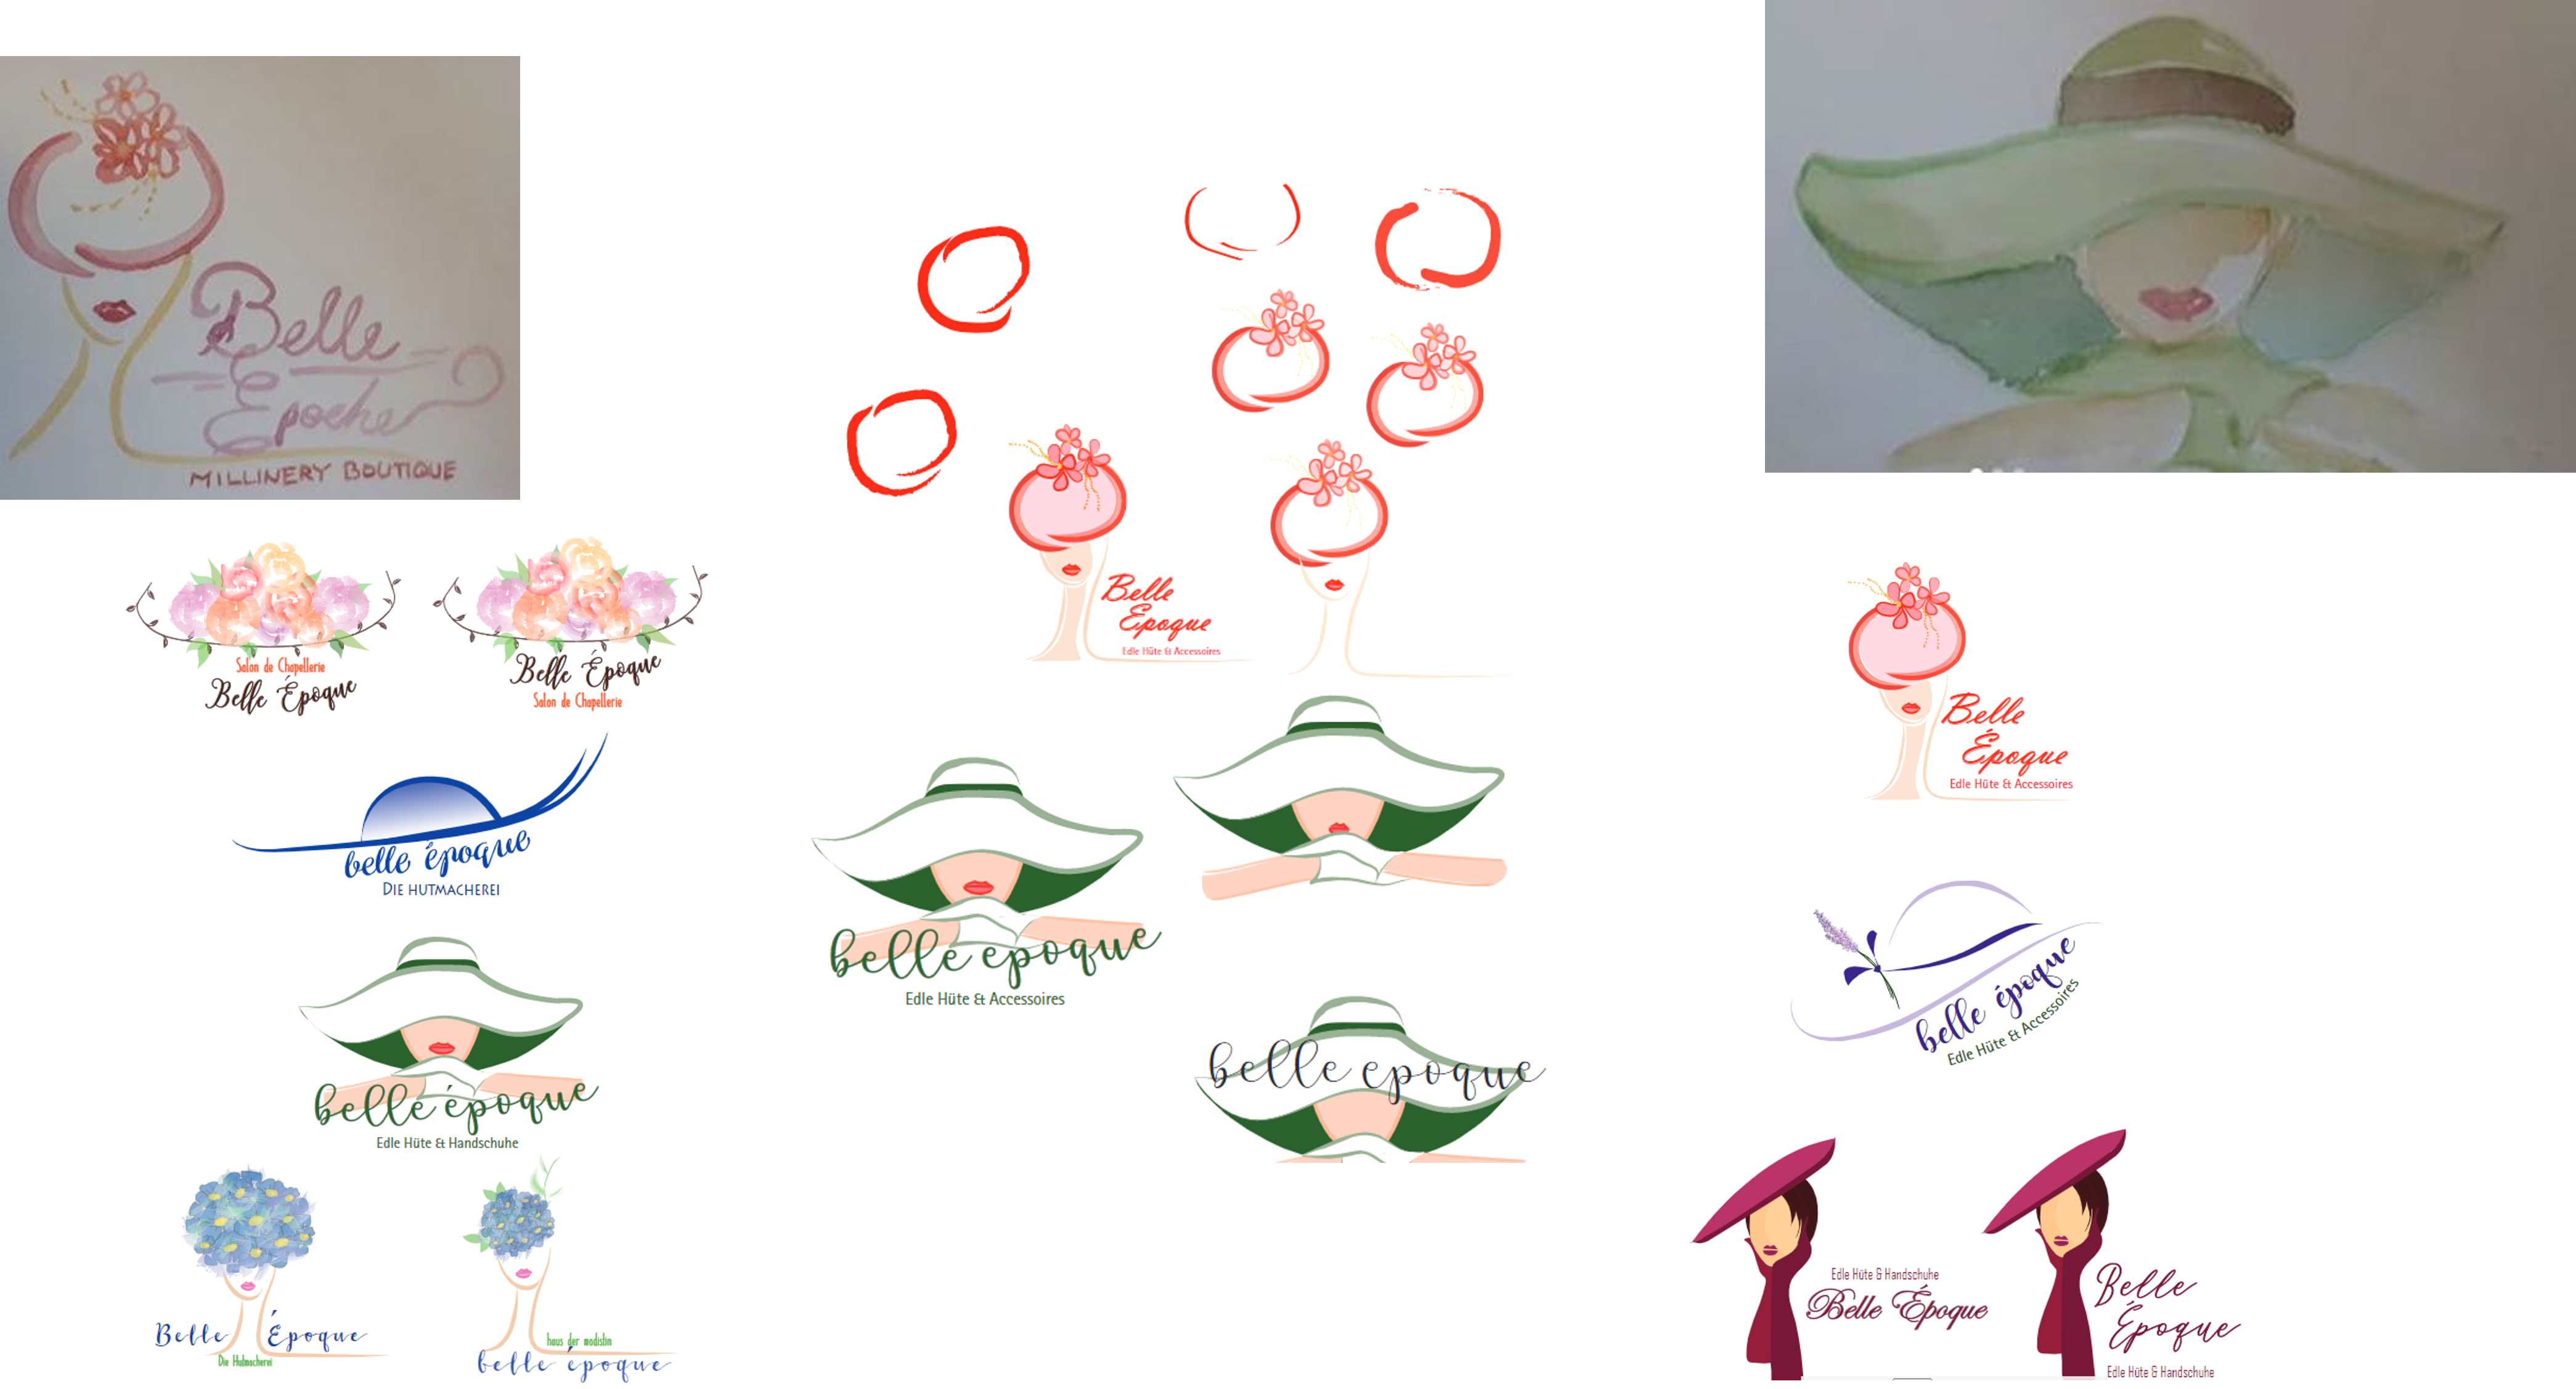 Belle
Epoche
MILLINERY BOUTIQUE
Salon de Chapellerie
Belle Époque
Belle Époque
Salon de Chapellerie
belle époque
DIE HUTMACHEREI
belle époque
Edle Hüte & Handschuhe
Belle Époque
Die Hutmacherei
haus der modistin
belle époque
Belle
Epoque
Edle Hüte & Accessoires
belle epoque
Edle Hüte & Accessoires
belle epoque
Belle
Époque
Edle Hüte & Accessoires
belle époque
Edle Hüte & Accessoires
Edle Hüte & Handschuhe
Belle Époque
Belle
Époque
Edle Hüte & Handschuhe